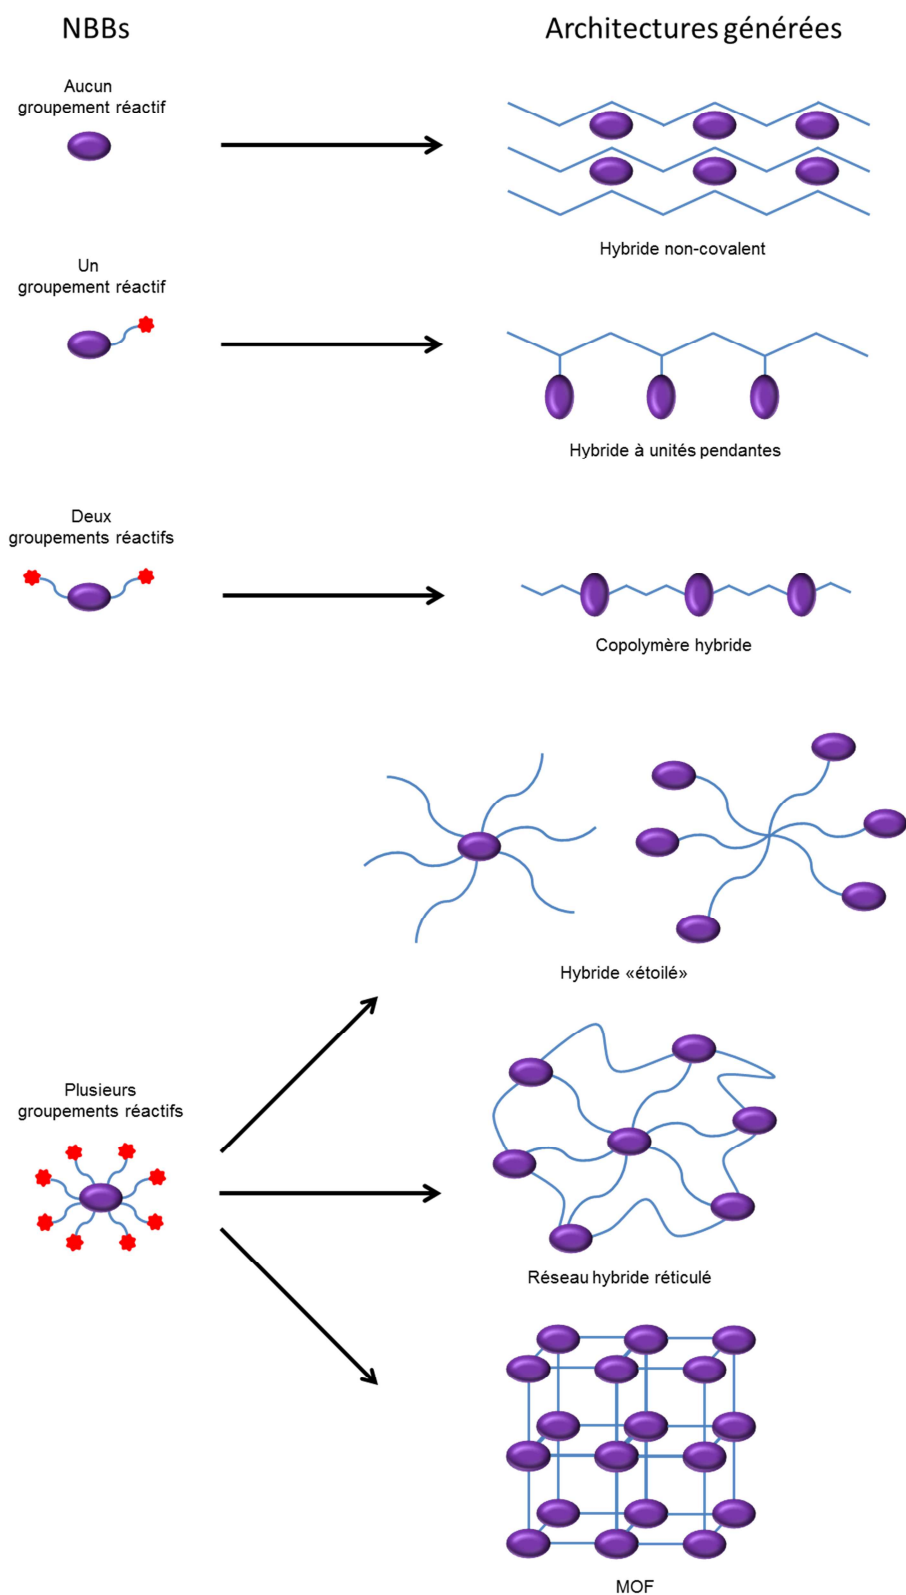 NBBs
Architectures générées
Aucun
groupement réactif
Hybride non-covalent
Un
groupement réactif
Hybride à unités pendantes
Deux
groupements réactifs
Copolymère hybride
Hybride «étoilé»
Plusieurs
groupements réactifs
Réseau hybride réticulé
MOF